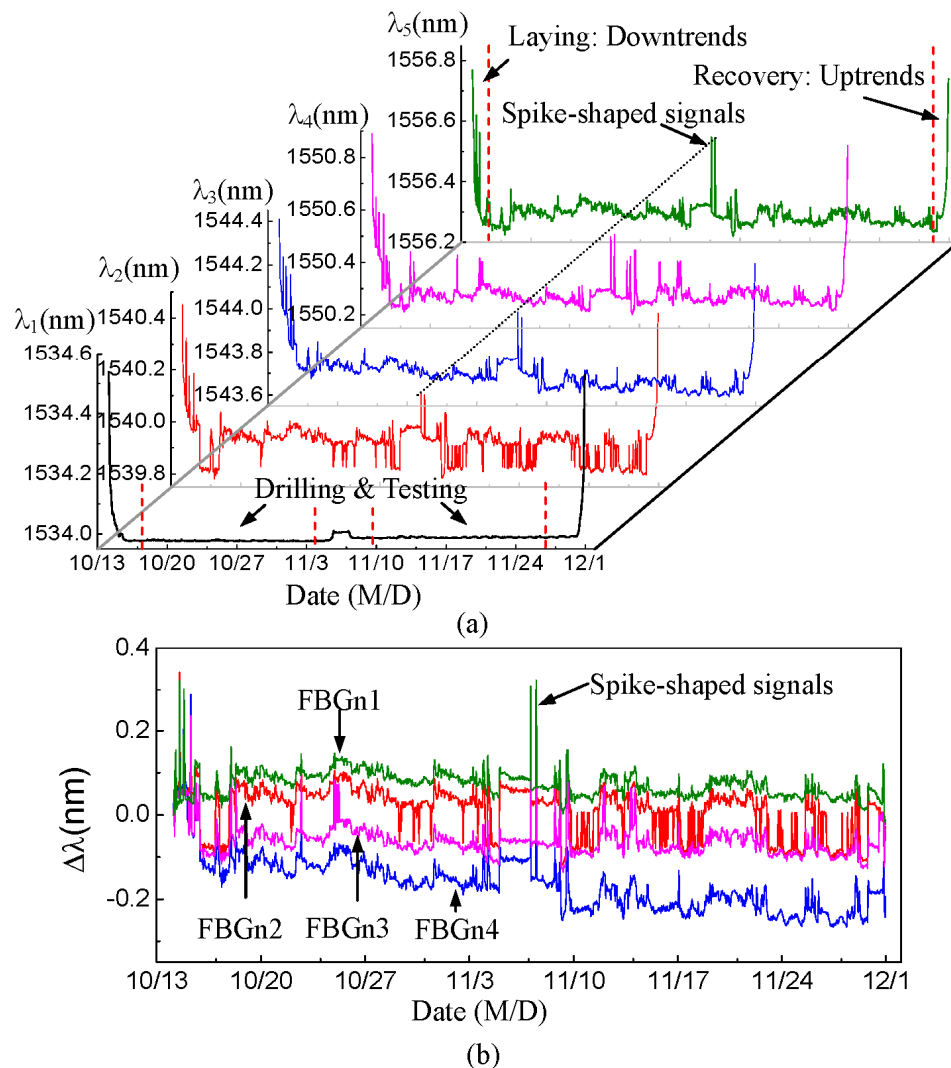 λ5(nm)
1556.8
1556.6
1556.4
1556.2
Laying: Downtrends
Recovery: Uptrends
Spike-shaped signals
λ4(nm)
1550.8
1550.6
1550.4
1550.2
λ3(nm)
1544.4
1544.2
1544.0
1543.8
1543.6
λ2(nm)
1540.4
1540.2
1540.0
1539.8
λ1(nm)
1534.6
1534.4
1534.2
1534.0
Drilling & Testing
10/13 10/20 10/27 11/3 11/10 11/17 11/24 12/1
Date (M/D)
(a)
Δλ(nm)
0.4
0.2
0.0
-0.2
FBGn1
Spike-shaped signals
FBGn2
FBGn3
FBGn4
10/13 10/20 10/27 11/3 11/10 11/17 11/24 12/1
Date (M/D)
(b)